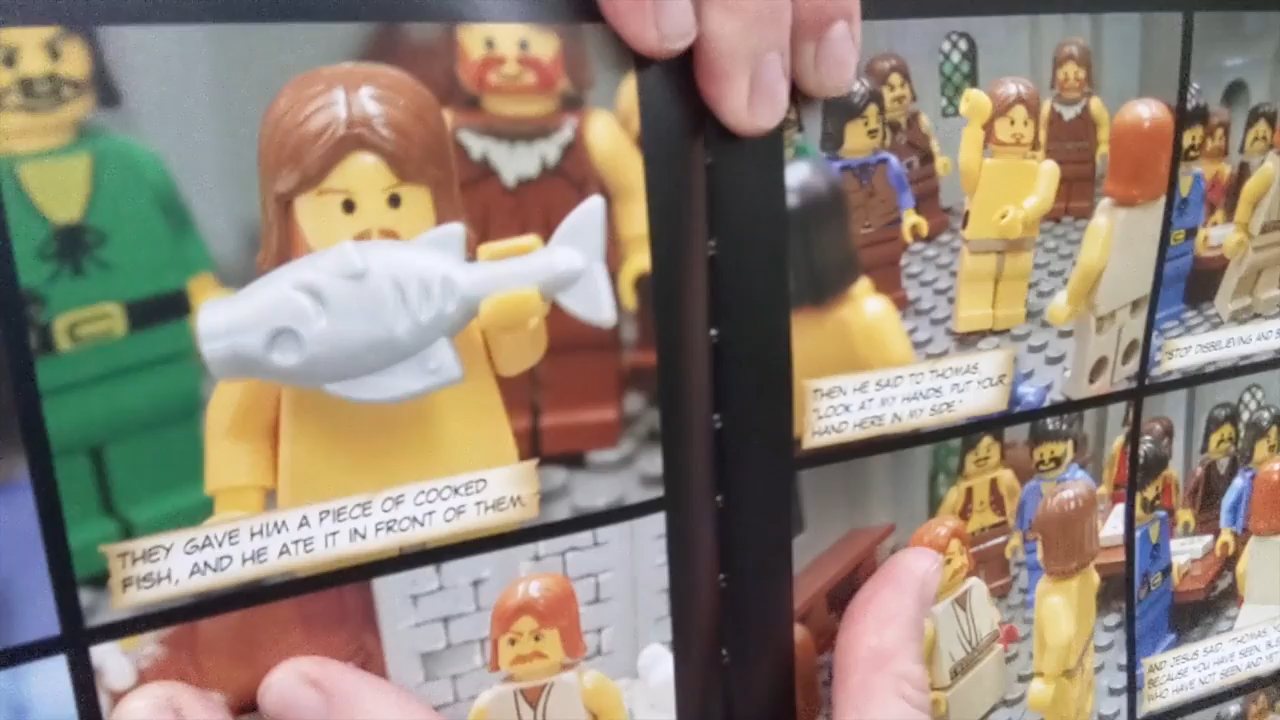 THEY GAVE HIM A PIECE OF COOKED
FISH, AND HE ATE IT IN FRONT OF THEM.
THEN HE SAID TO THOMAS,
"LOOK AT MY HANDS. PUT YOUR
HAND HERE IN MY SIDE."
"STOP DISBELIEVING AND
AND JESUS SAID, "THOMAS,
BECAUSE YOU HAVE SEEN,
WHO HAVE NOT SEEN AND